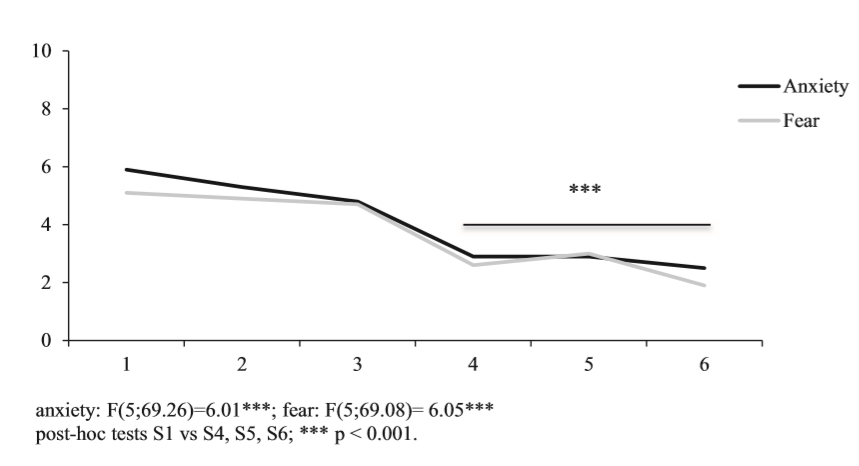 10
8
6
4
2
0
1 2 3 4 5 6
Anxiety
Fear
***
anxiety: F(5;69.26)=6.01***; fear: F(5;69.08)= 6.05***
post-hoc tests S1 vs S4, S5, S6; *** p < 0.001.